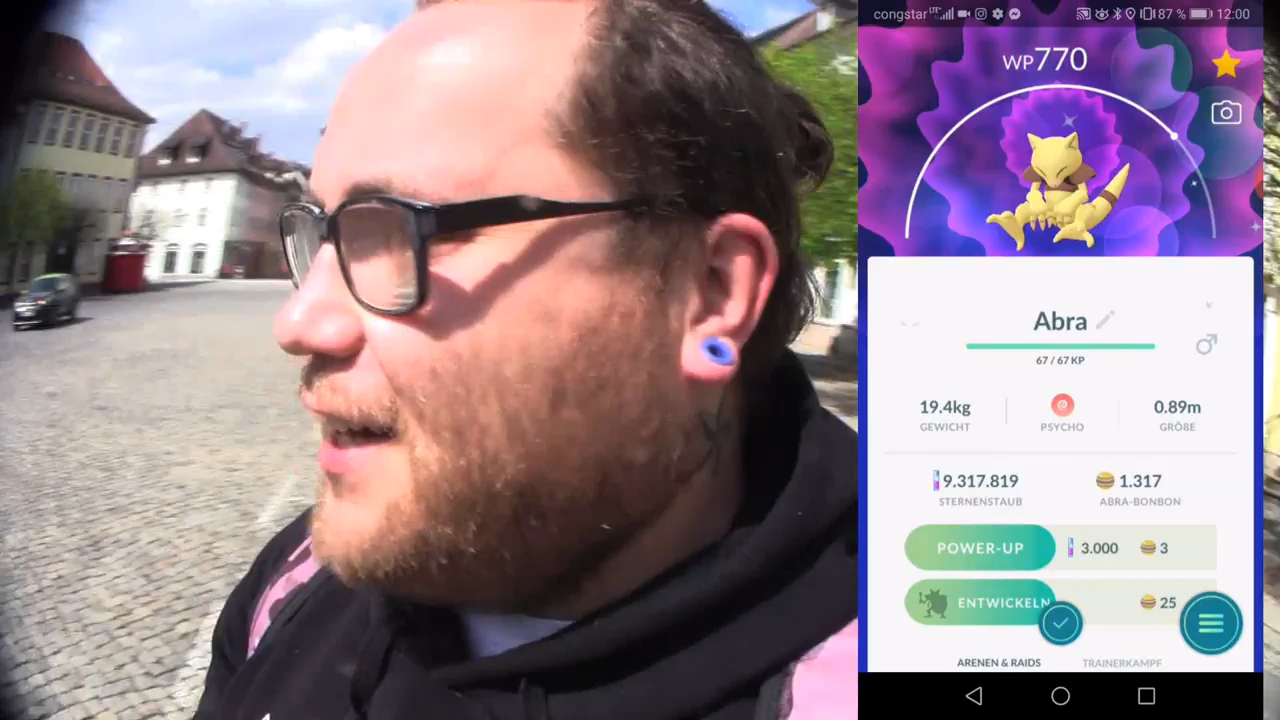 congstar 87 % 12:00
WP770
Abra
67 / 67 KP
19.4kg 0.89m
GEWICHT PSYCHO GRÖßE
9.317.819 1.317
STERNENSTAUB ABRA-BONBON
POWER-UP 3.000 3
ENTWICKELN 25
ARENEN & RAIDS TRAINERKAMPF